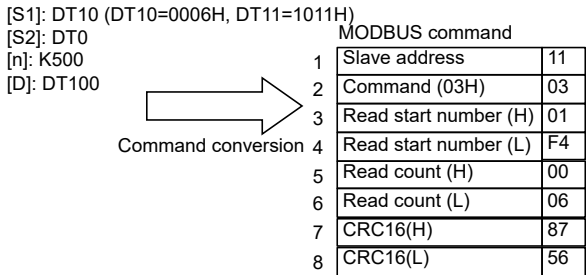 [S1]: DT10 (DT10=0006H, DT11=1011H)
[S2]: DT0
[n]: K500
[D]: DT100
Command conversion
MODBUS command
1 Slave address 11
2 Command (03H) 03
3 Read start number (H) 01
4 Read start number (L) F4
5 Read count (H) 00
6 Read count (L) 06
7 CRC16(H) 87
8 CRC16(L) 56